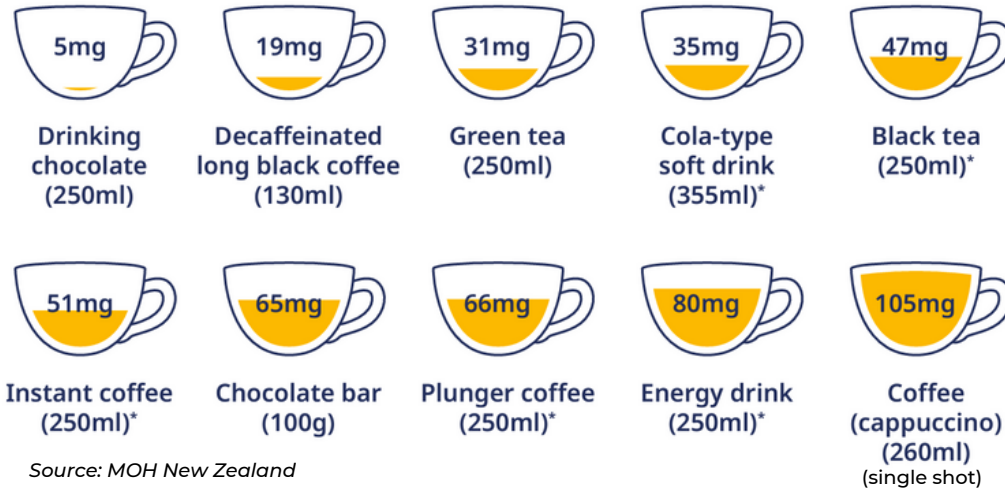 5mg
19mg
31mg
35mg
47mg
Drinking
chocolate
(250ml)
Decaffeinated
long black coffee
(130ml)
Green tea
(250ml)
Cola-type
soft drink
(355ml)*
Black tea
(250ml)*
51mg
65mg
66mg
80mg
105mg
Instant coffee
(250ml)*
Chocolate bar
(100g)
Plunger coffee
(250ml)*
Energy drink
(250ml)*
Coffee
(cappuccino)
(260ml)
(single shot)
Source: MOH New Zealand